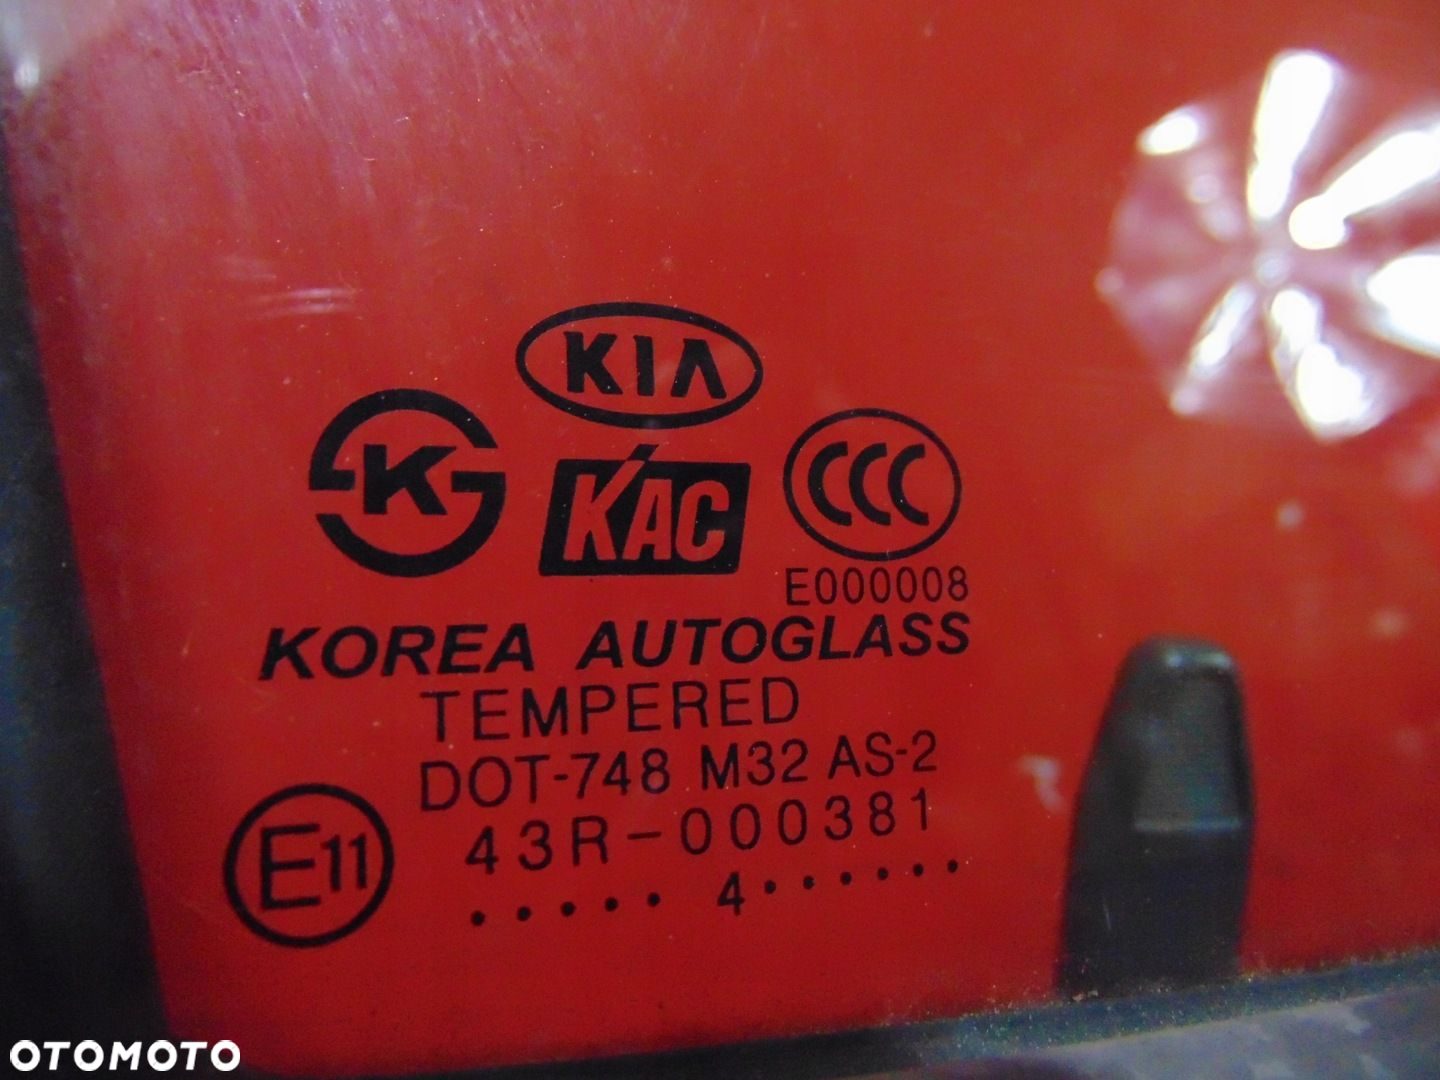 KIA
K
KAC
CCC
E000008
KOREA AUTOGLASS
TEMPERED
DOT-748 M32 AS-2
43R-000381
E11
..... 4......
OTOMOTO